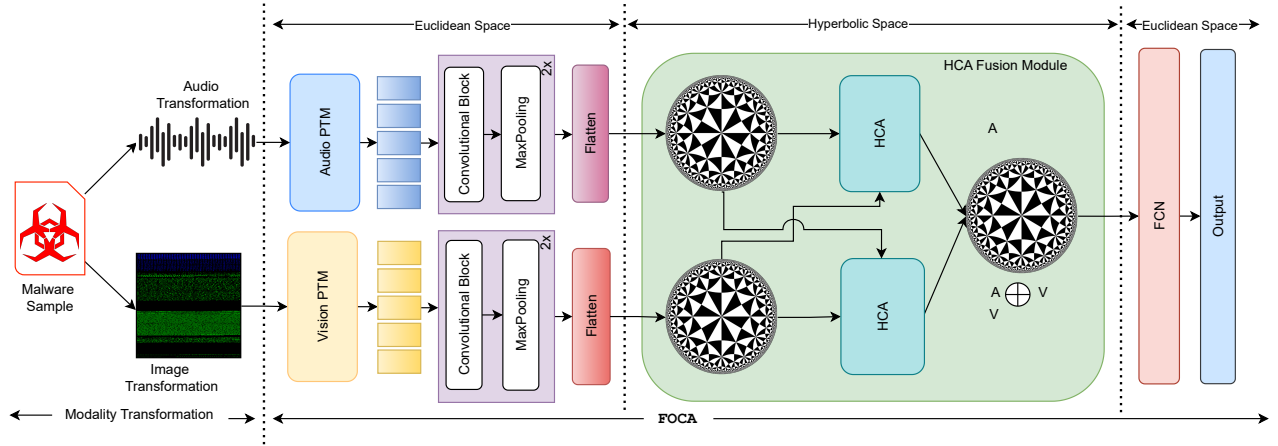 Euclidean Space
Hyperbolic Space
Euclidean Space
HCA Fusion Module
Audio
Transformation
Audio PTM
Convolutional Block
MaxPooling
2x
Flatten
HCA
A
FCN
Output
Malware
Sample
Vision PTM
Convolutional Block
MaxPooling
2x
Flatten
HCA
A V
V
Image
Transformation
Modality Transformation
FOCA